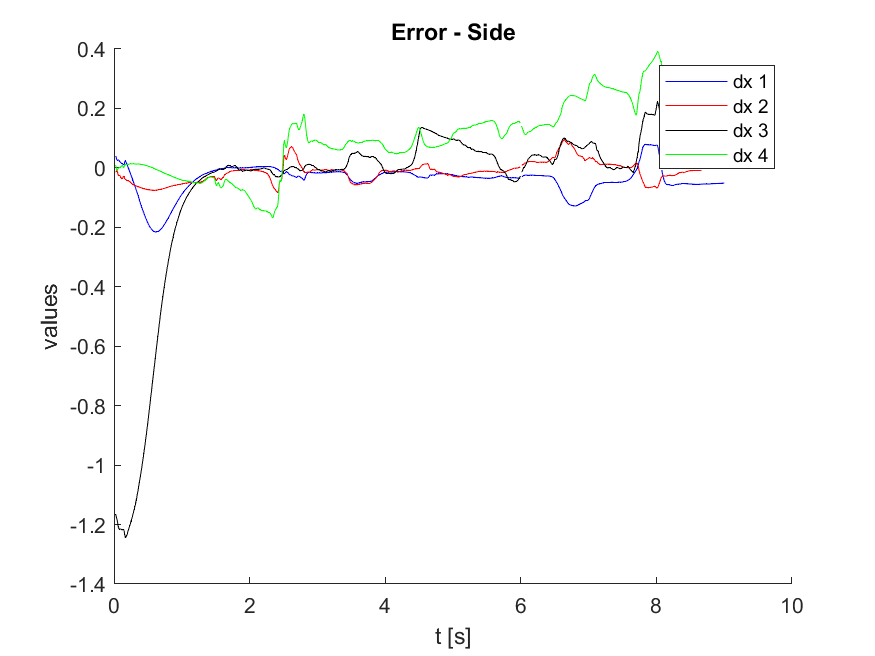 Error - Side
0.4
0.2
0
-0.2
-0.4
-0.6
-0.8
-1
-1.2
-1.4
values
0 2 4 6 8 10
t [s]
dx 1
dx 2
dx 3
dx 4